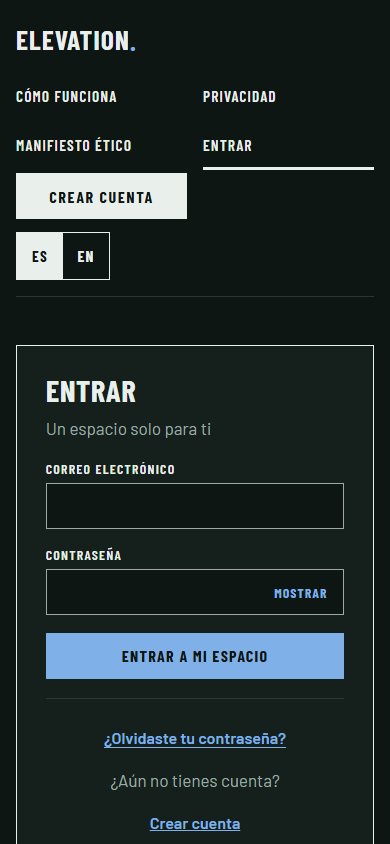 ELEVATION.
CÓMO FUNCIONA
PRIVACIDAD
MANIFIESTO ÉTICO
ENTRAR
CREAR CUENTA
ES
EN
ENTRAR
Un espacio solo para ti
CORREO ELECTRÓNICO
CONTRASEÑA
MOSTRAR
ENTRAR A MI ESPACIO
¿Olvidaste tu contraseña?
¿Aún no tienes cuenta?
Crear cuenta